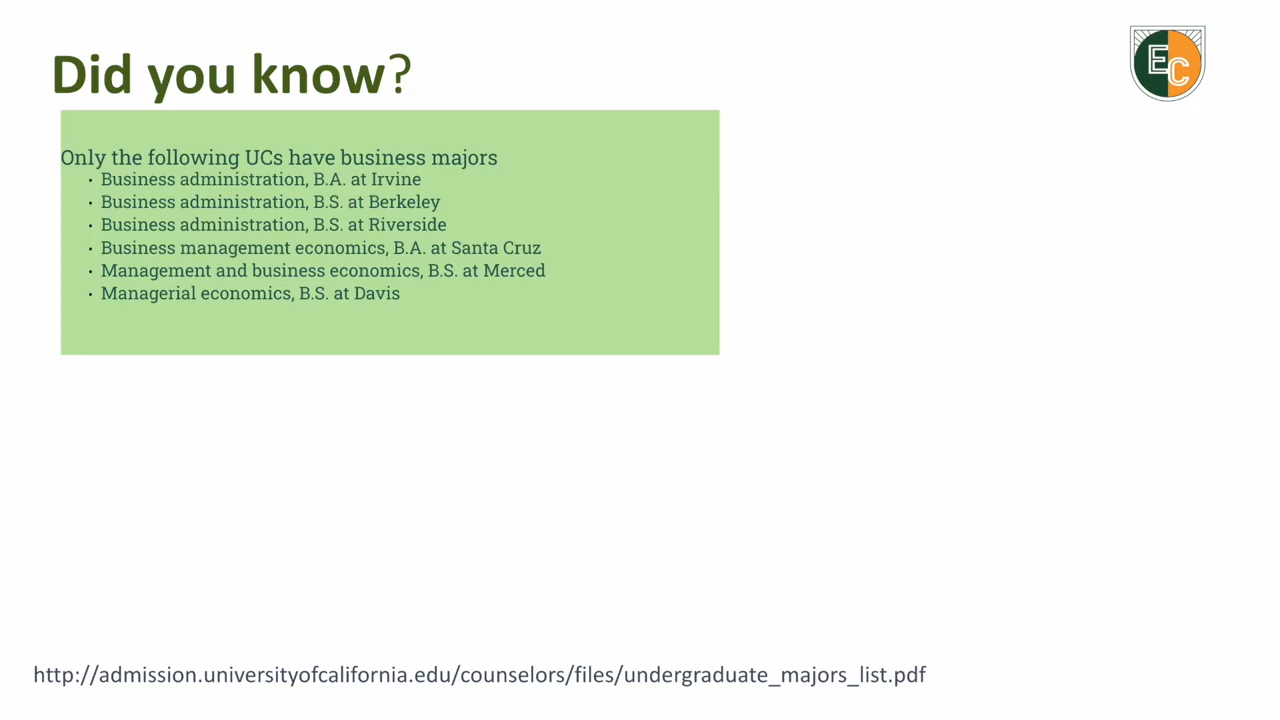 Did you know?
EC
Only the following UCs have business majors
• Business administration, B.A. at Irvine
• Business administration, B.S. at Berkeley
• Business administration, B.S. at Riverside
• Business management economics, B.A. at Santa Cruz
• Management and business economics, B.S. at Merced
• Managerial economics, B.S. at Davis
http://admission.universityofcalifornia.edu/counselors/files/undergraduate_majors_list.pdf